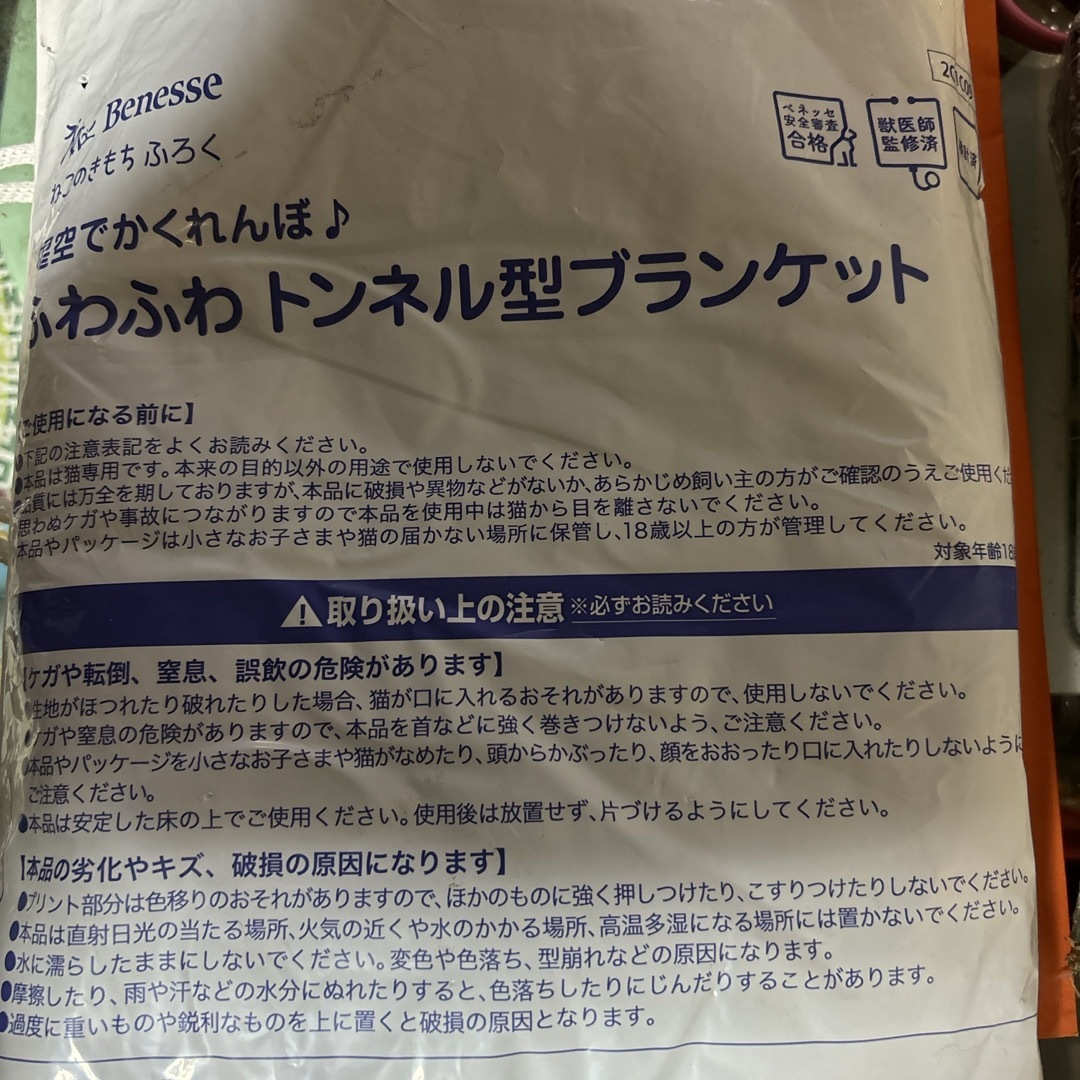 Benesse
ねこのきもち ふろく
ベネッセ
安全審査
合格
獣医師
監修済
空でかくれんぼ♪
ふわふわ トンネル型ブランケット
【ご使用になる前に】
●下記の注意表記をよくお読みください。
●本品は猫専用です。本来の目的以外の用途で使用しないでください。
品質には万全を期しておりますが、本品に破損や異物などがないか、あらかじめ飼い主の方がご確認のうえご使用くだ
思わぬケガや事故につながりますので本品を使用中は猫から目を離さないでください。
本品やパッケージは小さなお子さまや猫の届かない場所に保管し、18歳以上の方が管理してください。
対象年齢18
取り扱い上の注意 ※必ずお読みください
【ケガや転倒、窒息、誤飲の危険があります】
●生地がほつれたり破れたりした場合、猫が口に入れるおそれがありますので、使用しないでください。
●ケガや窒息の危険がありますので、本品を首などに強く巻きつけないよう、ご注意ください。
●本品やパッケージを小さなお子さまや猫がなめたり、頭からかぶったり、顔をおおったり口に入れたりしないように
ご注意ください。
●本品は安定した床の上でご使用ください。使用後は放置せず、片づけるようにしてください。
【本品の劣化やキズ、破損の原因になります】
●プリント部分は色移りのおそれがありますので、ほかのものに強く押しつけたり、こすりつけたりしないでください。
●本品は直射日光の当たる場所、火気の近くや水のかかる場所、高温多湿になる場所には置かないでください。
●水に濡らしたままにしないでください。変色や色落ち、型崩れなどの原因になります。
●摩擦したり、雨や汗などの水分にぬれたりすると、色落ちしたりにじんだりすることがあります。
●過度に重いものや鋭利なものを上に置くと破損の原因となります。